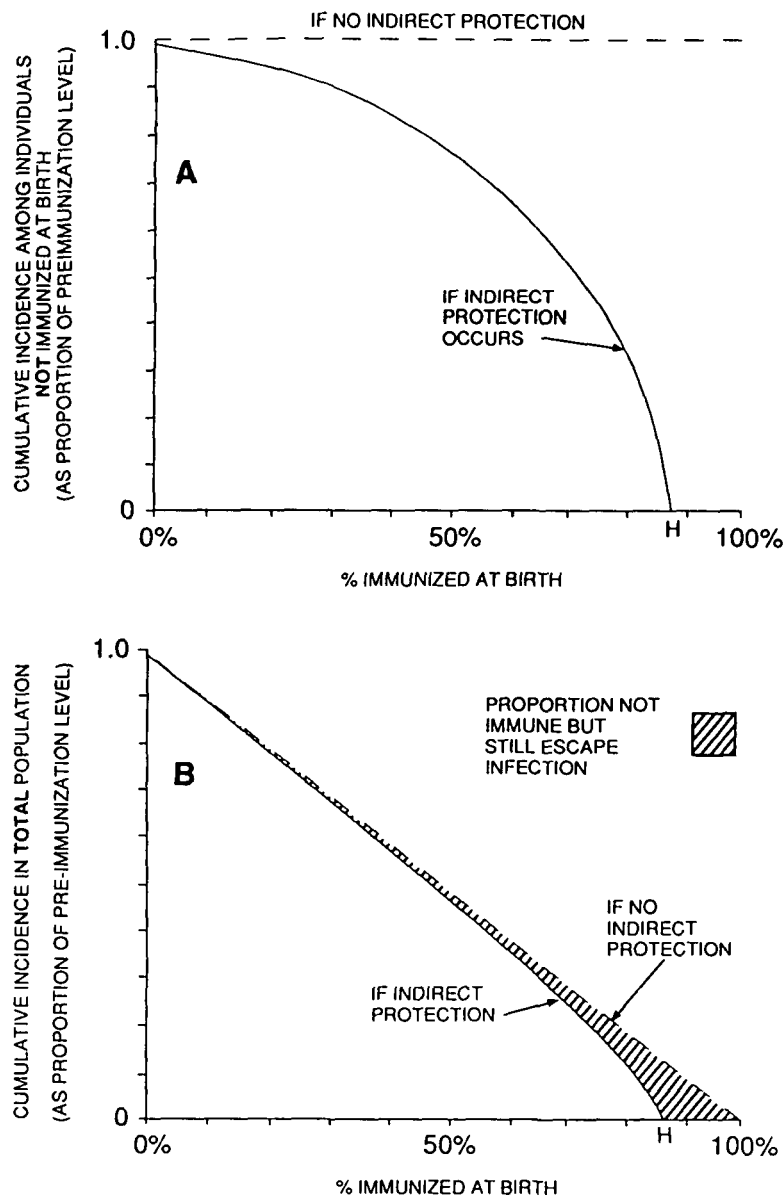 IF NO INDIRECT PROTECTION
1.0
A
CUMULATIVE INCIDENCE AMONG INDIVIDUALS
NOT IMMUNIZED AT BIRTH
(AS PROPORTION OF PREIMMUNIZATION LEVEL)
IF INDIRECT
PROTECTION
OCCURS
0
0%
50%
H
100%
% IMMUNIZED AT BIRTH
1.0
PROPORTION NOT
IMMUNE BUT
STILL ESCAPE
INFECTION
B
CUMULATIVE INCIDENCE IN TOTAL POPULATION
(AS PROPORTION OF PRE-IMMUNIZATION LEVEL)
IF NO
INDIRECT
PROTECTION
IF INDIRECT
PROTECTION
0
0%
50%
H
100%
% IMMUNIZED AT BIRTH